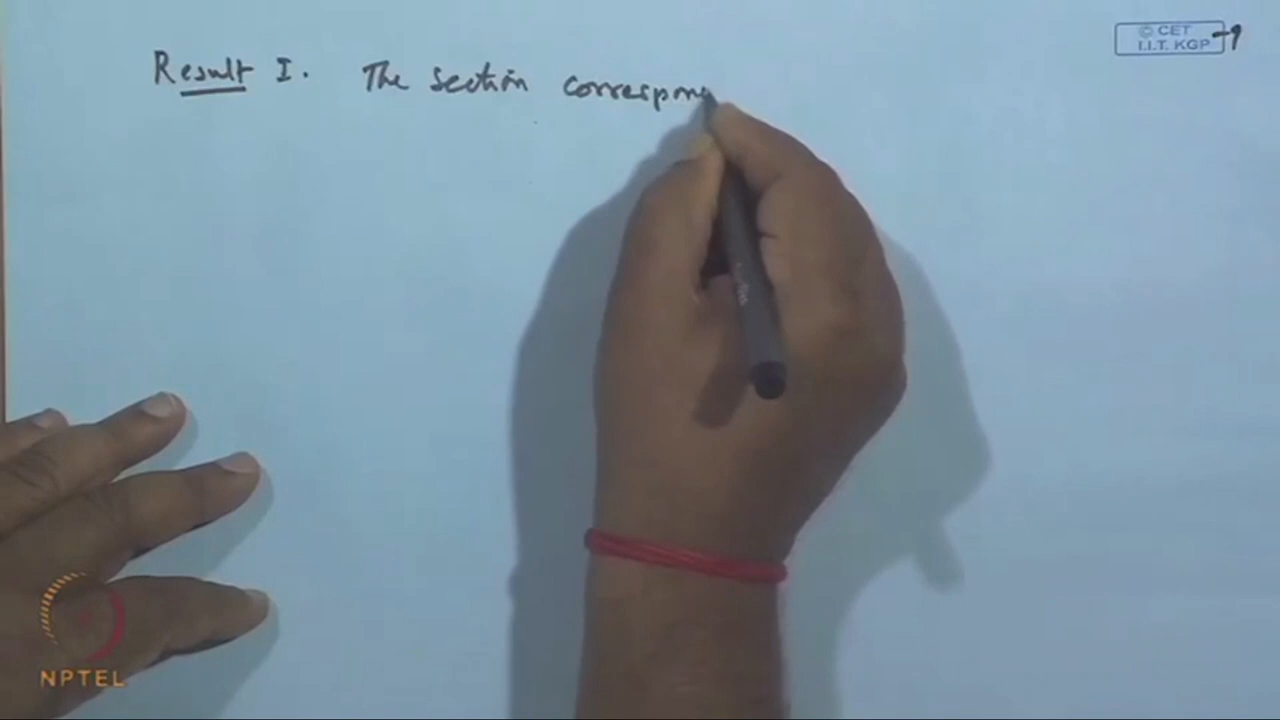 © CET
I.I.T. KGP
Result I. The section correspon
NPTEL